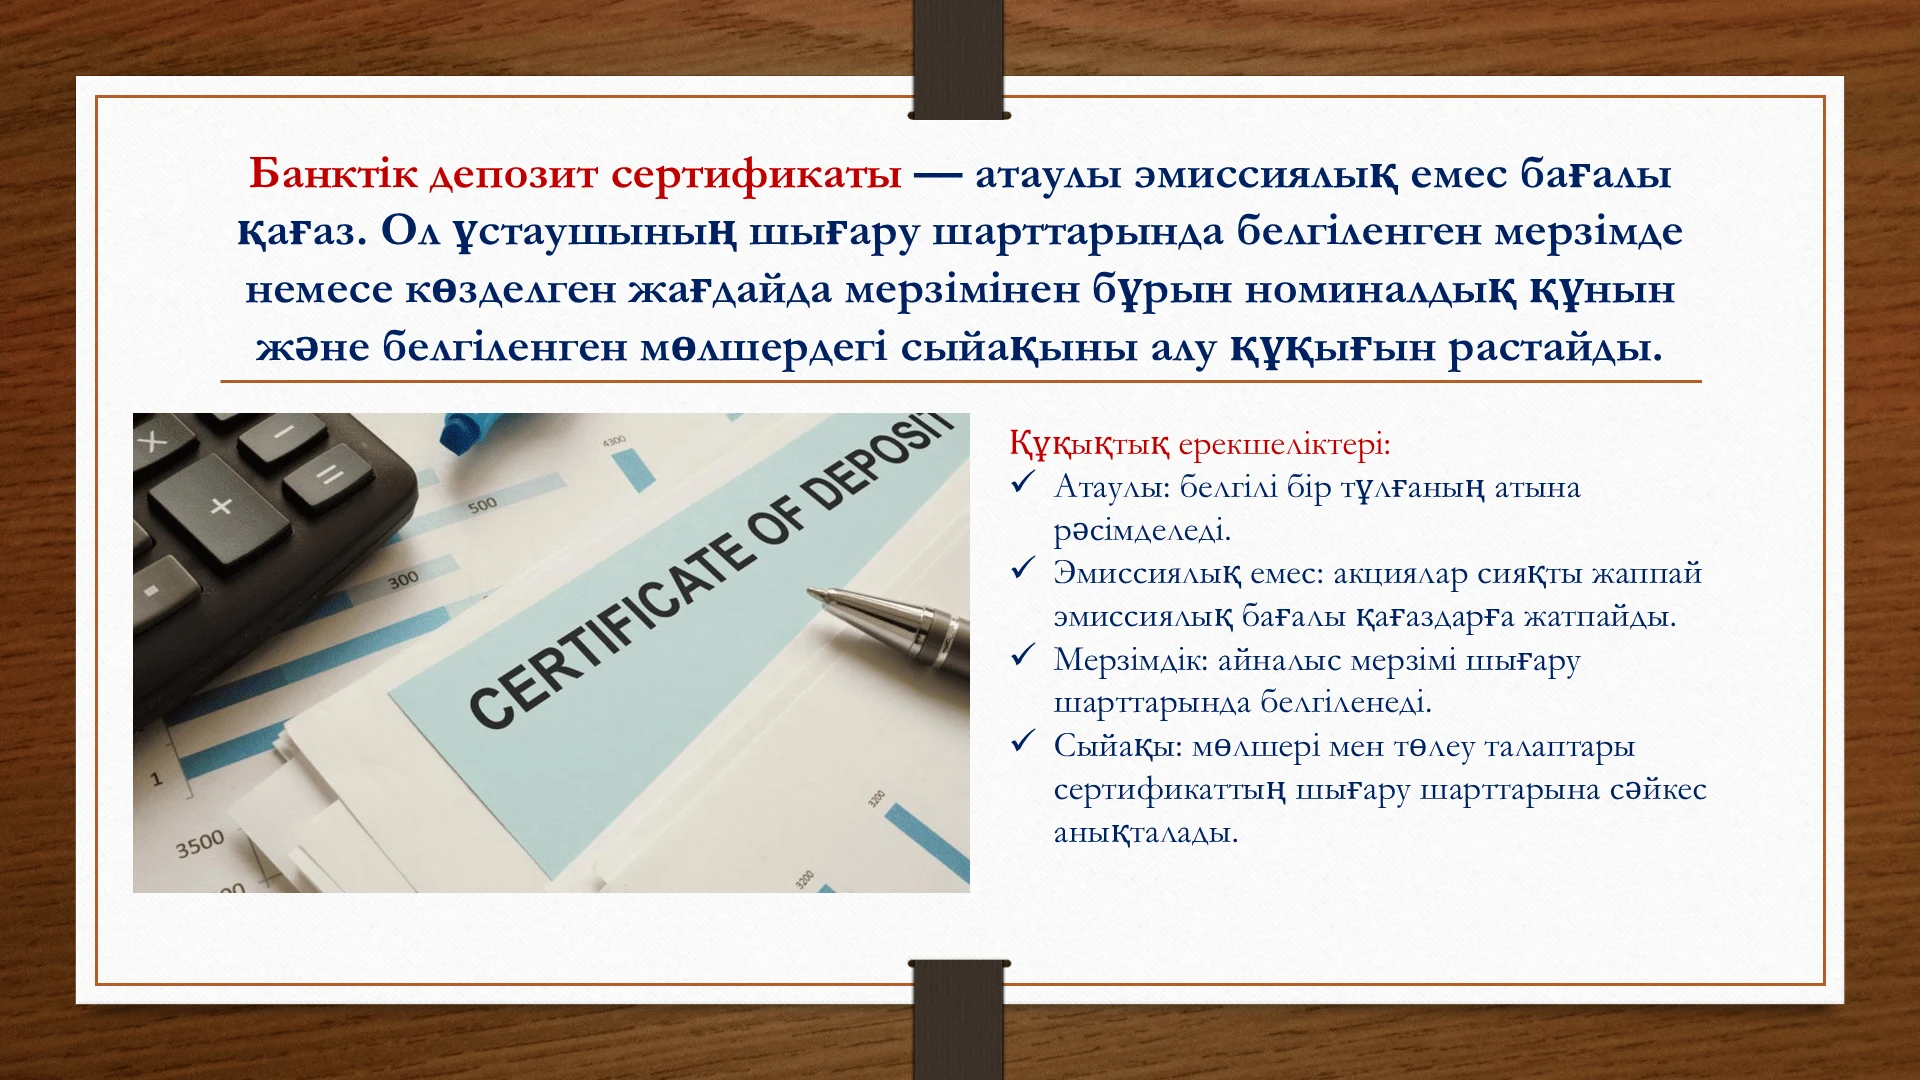 Банктік депозит сертификаты — атаулы эмиссиялық емес бағалы
қағаз. Ол ұстаушының шығару шарттарында белгіленген мерзімде
немесе көзделген жағдайда мерзімінен бұрын номиналдық құнын
және белгіленген мөлшердегі сыйақыны алу құқығын растайды.
4300
500
300
1
3500
CERTIFICATE OF DEPOSIT
3200
3200
Құқықтық ерекшеліктері:
✓ Атаулы: белгілі бір тұлғаның атына
рәсімделеді.
✓ Эмиссиялық емес: акциялар сияқты жаппай
эмиссиялық бағалы қағаздарға жатпайды.
✓ Мерзімдік: айналыс мерзімі шығару
шарттарында белгіленеді.
✓ Сыйақы: мөлшері мен төлеу талаптары
сертификаттың шығару шарттарына сәйкес
анықталады.